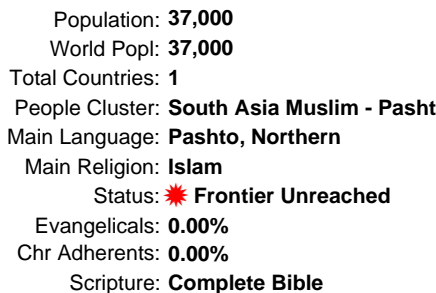 Population: 37,000
World Popl: 37,000
Total Countries: 1
People Cluster: South Asia Muslim - Pasht
Main Language: Pashto, Northern
Main Religion: Islam
Status: Frontier Unreached
Evangelicals: 0.00%
Chr Adherents: 0.00%
Scripture: Complete Bible